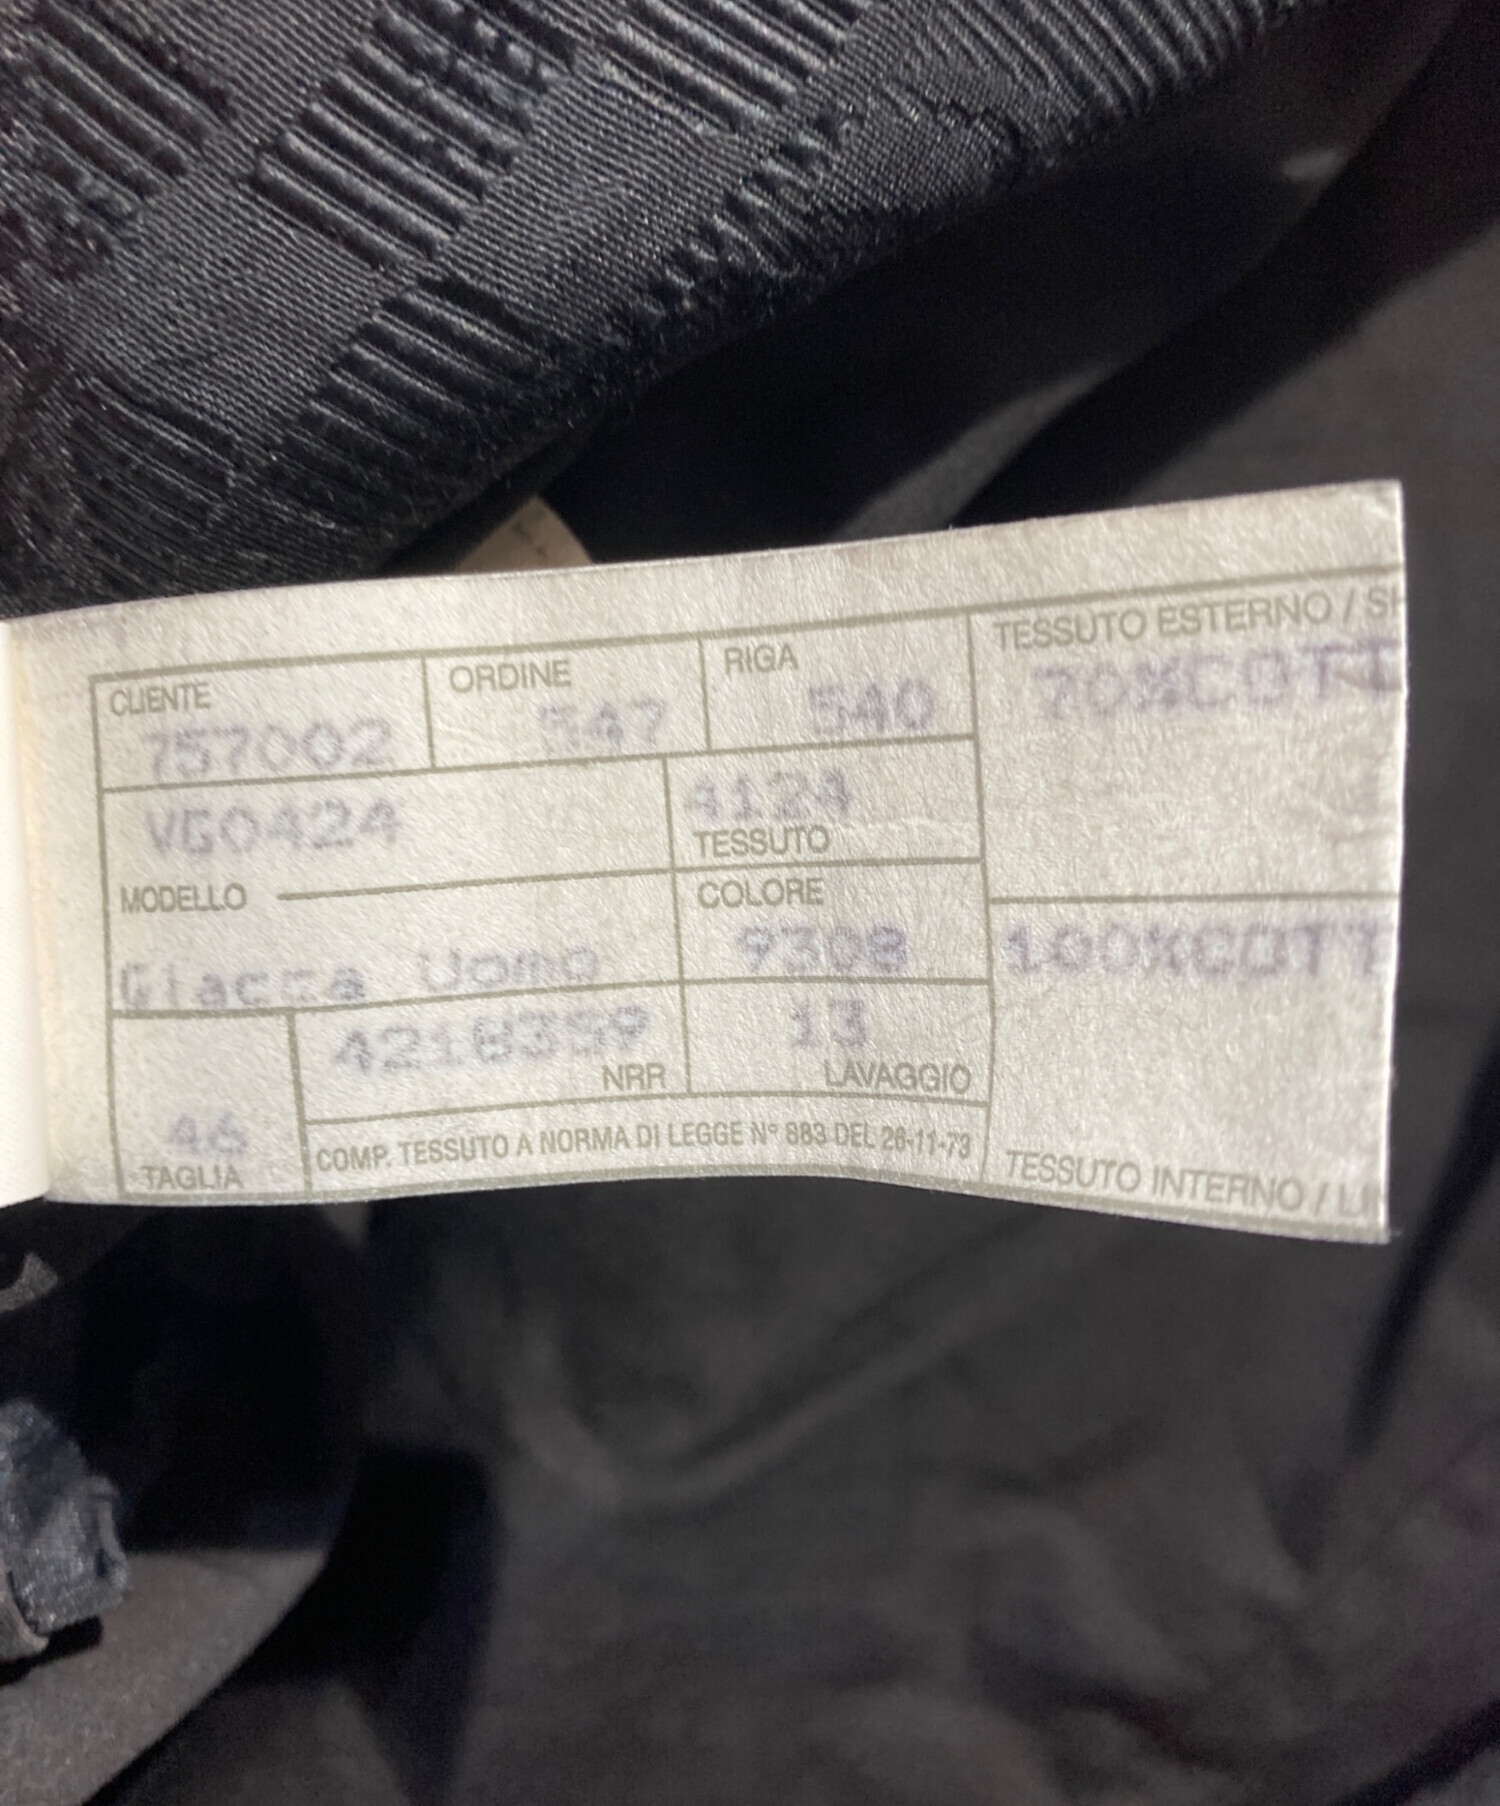 CLIENTE
757002
ORDINE
547
RIGA
540
VG0424
MODELLO
Giacca Uomo
4124
TESSUTO
COLORE
9308
46
TAGLIA
4218359
NRR
13
LAVAGGIO
COMP. TESSUTO A NORMA DI LEGGE N° 883 DEL 26-11-73
TESSUTO ESTERNO /
70%COTT
100%COTT
TESSUTO INTERNO / LI